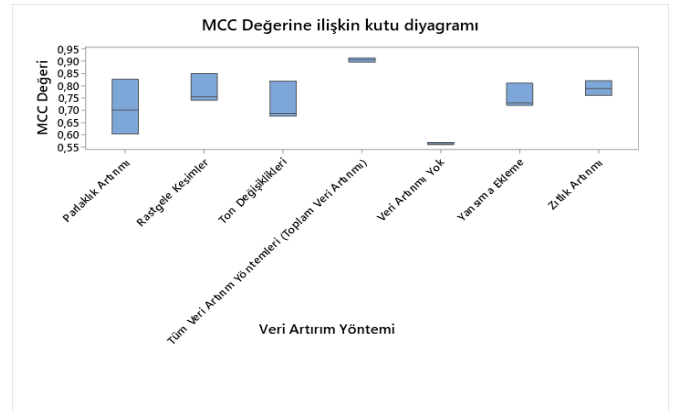 MCC Değerine ilişkin kutu diyagramı
MCC Değeri
0,95
0,90
0,85
0,80
0,75
0,70
0,65
0,60
0,55
Parlaklık Artırımı
Rastgele Kesimler
Ton Değişiklikleri
Tüm Veri Artırım Yöntemleri (Toplam Veri Artırımı)
Veri Artırımı Yok
Yansıma Ekleme
Zıtlık Artırımı
Veri Artırım Yöntemi